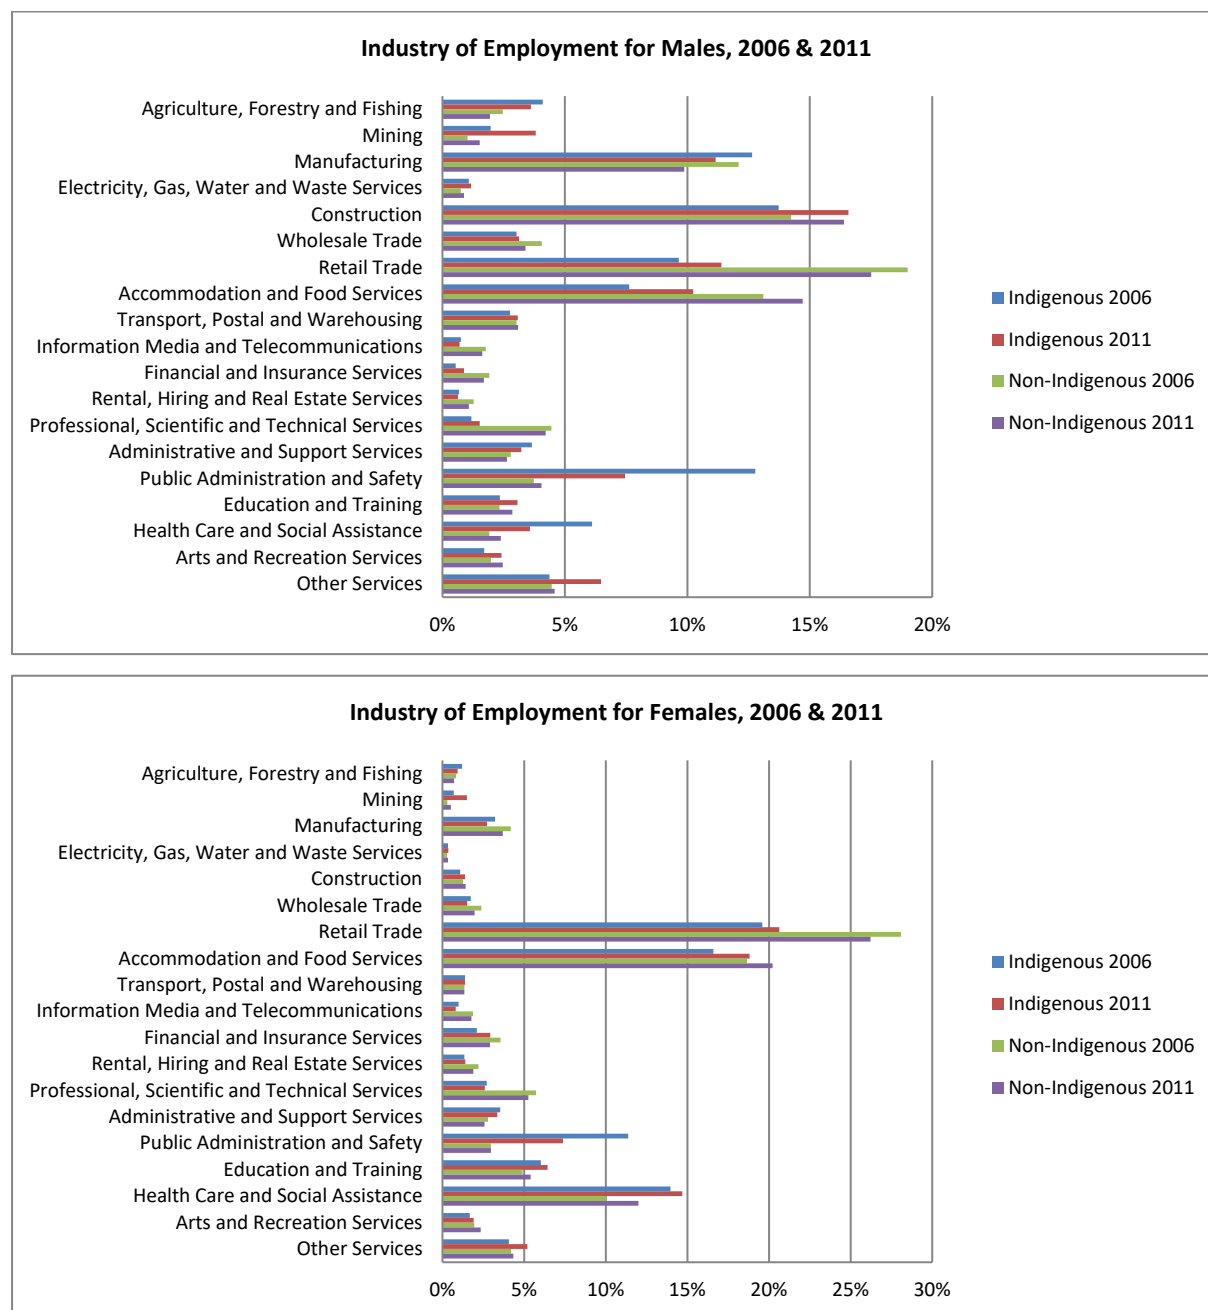 Industry of Employment for Males, 2006 & 2011
Agriculture, Forestry and Fishing
Mining
Manufacturing
Electricity, Gas, Water and Waste Services
Construction
Wholesale Trade
Retail Trade
Accommodation and Food Services
Transport, Postal and Warehousing
Information Media and Telecommunications
Financial and Insurance Services
Rental, Hiring and Real Estate Services
Professional, Scientific and Technical Services
Administrative and Support Services
Public Administration and Safety
Education and Training
Health Care and Social Assistance
Arts and Recreation Services
Other Services
0% 5% 10% 15% 20%
Indigenous 2006
Indigenous 2011
Non-Indigenous 2006
Non-Indigenous 2011
Industry of Employment for Females, 2006 & 2011
Agriculture, Forestry and Fishing
Mining
Manufacturing
Electricity, Gas, Water and Waste Services
Construction
Wholesale Trade
Retail Trade
Accommodation and Food Services
Transport, Postal and Warehousing
Information Media and Telecommunications
Financial and Insurance Services
Rental, Hiring and Real Estate Services
Professional, Scientific and Technical Services
Administrative and Support Services
Public Administration and Safety
Education and Training
Health Care and Social Assistance
Arts and Recreation Services
Other Services
0% 5% 10% 15% 20% 25% 30%
Indigenous 2006
Indigenous 2011
Non-Indigenous 2006
Non-Indigenous 2011